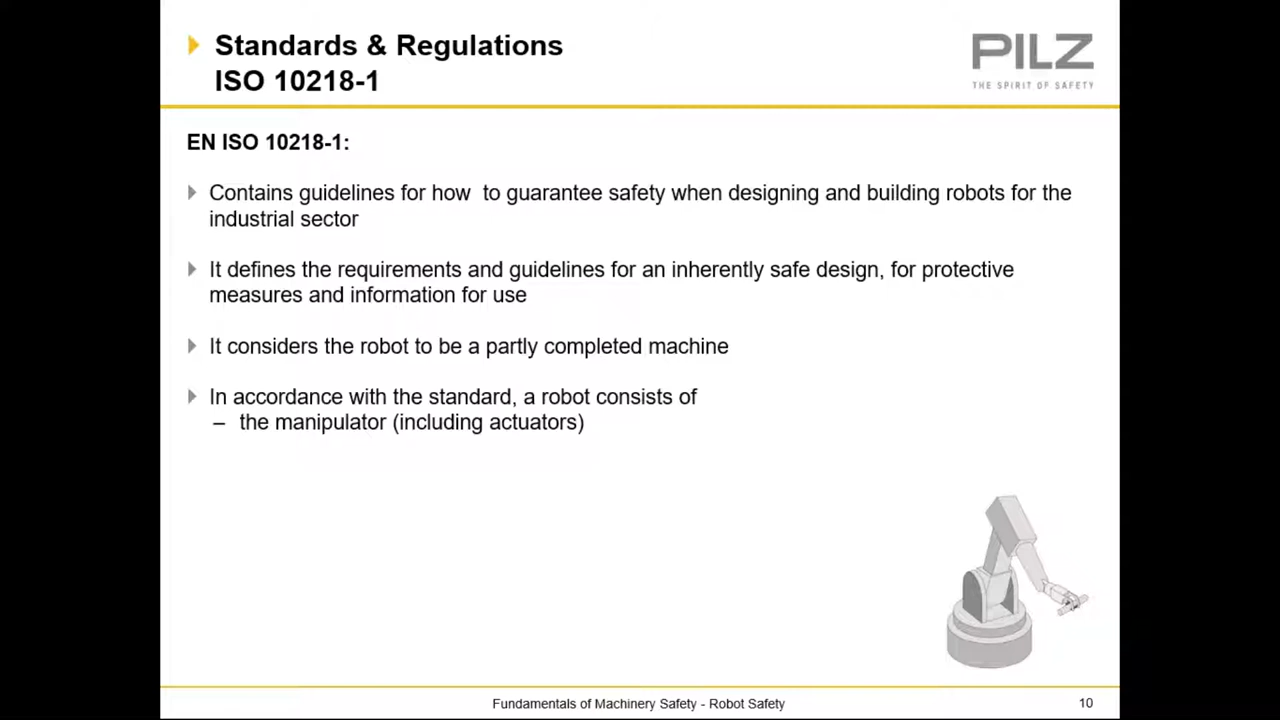 Standards & Regulations
ISO 10218-1
PILZ
THE SPIRIT OF SAFETY
EN ISO 10218-1:
Contains guidelines for how  to guarantee safety when designing and building robots for the
industrial sector
It defines the requirements and guidelines for an inherently safe design, for protective
measures and information for use
It considers the robot to be a partly completed machine
In accordance with the standard, a robot consists of
– the manipulator (including actuators)
Fundamentals of Machinery Safety - Robot Safety
10